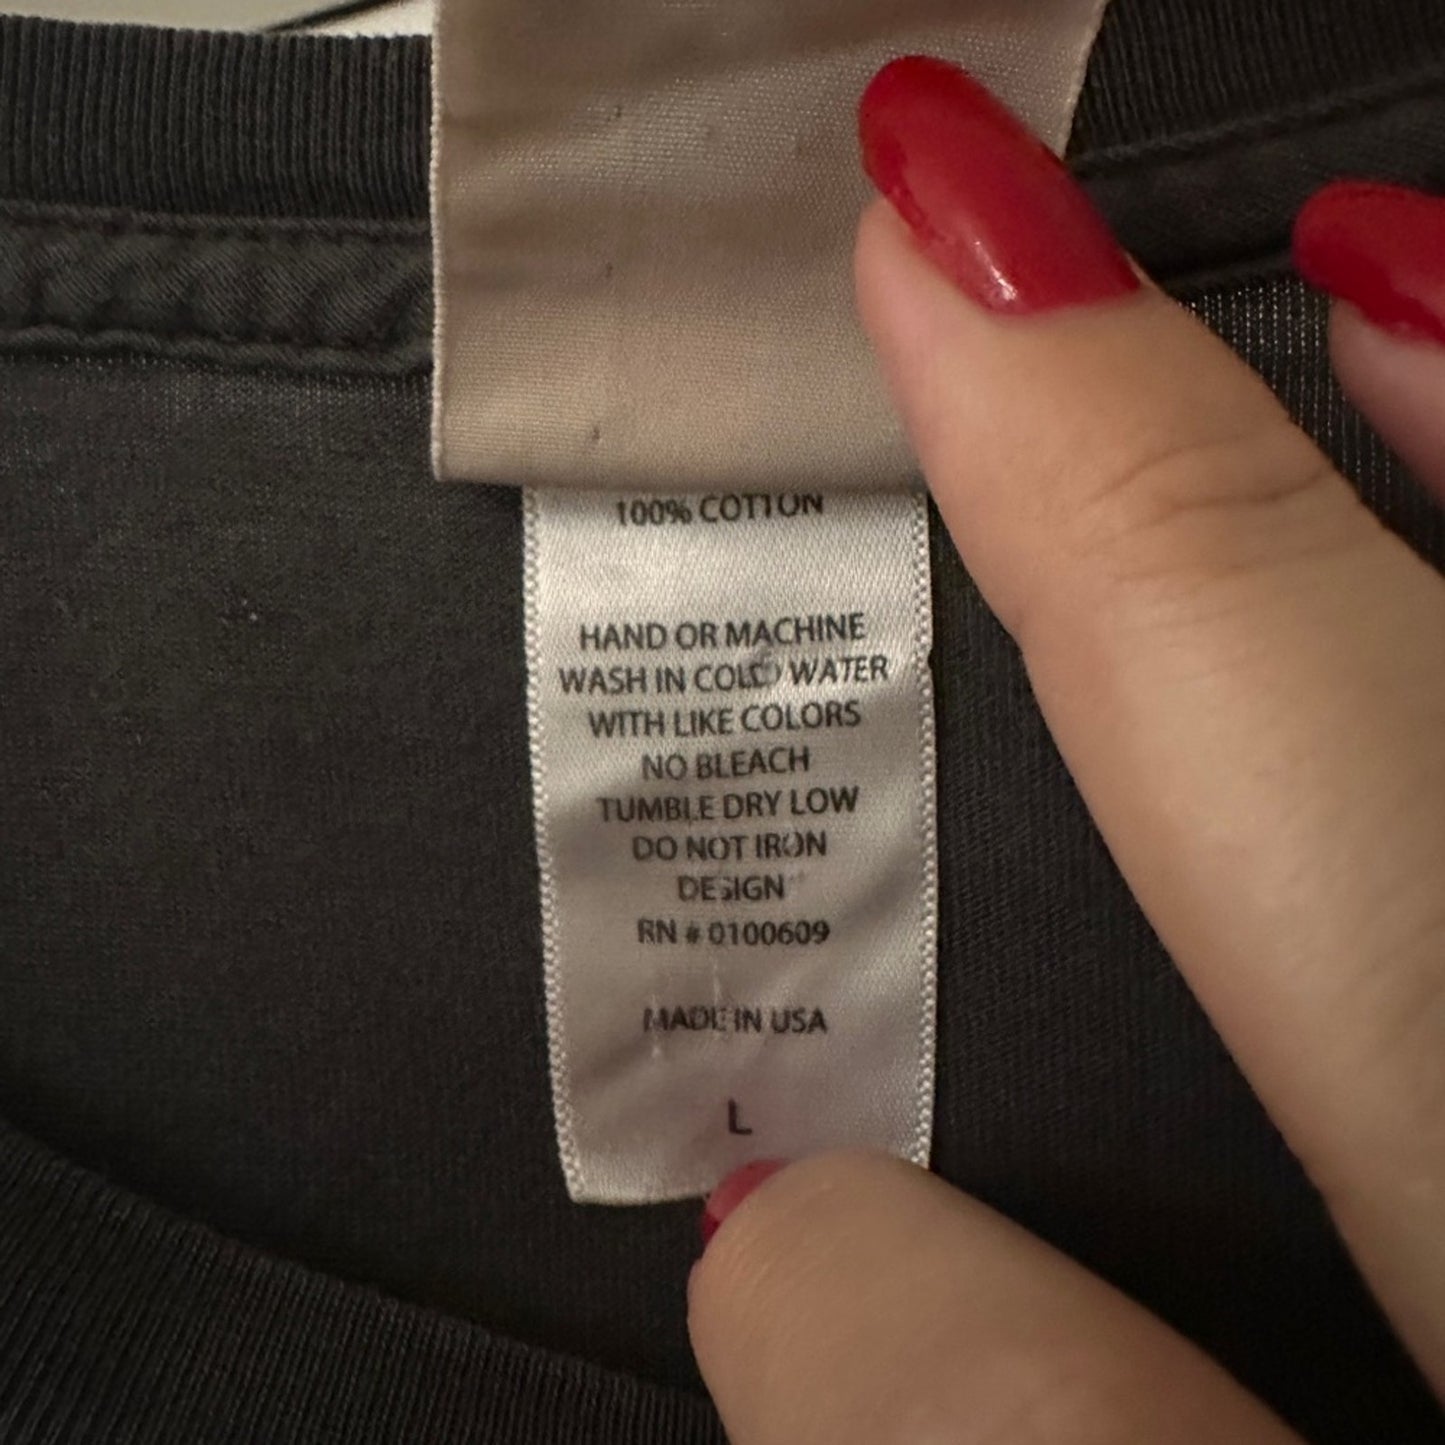 100% COTTON
HAND OR MACHINE
WASH IN COLD WATER
WITH LIKE COLORS
NO BLEACH
TUMBLE DRY LOW
DO NOT IRON
DESIGN
RN # 0100609
MADE IN USA
L